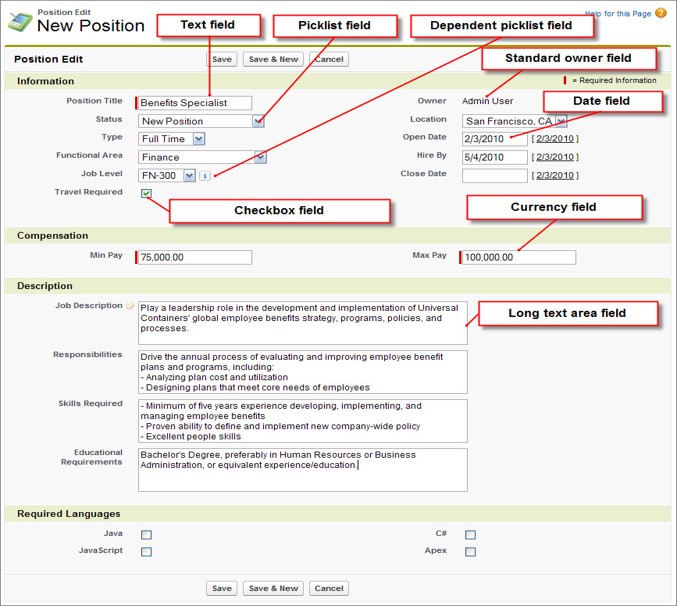 Position Edit
New Position
Help for this Page
Text field
Picklist field
Dependent picklist field
Position Edit
Save
Save & New
Cancel
Standard owner field
Information
= Required Information
Position Title
Benefits Specialist
Owner
Admin User
Date field
Status
New Position
Location
San Francisco, CA
Type
Full Time
Open Date
2/3/2010
[ 2/3/2010 ]
Functional Area
Finance
Hire By
5/4/2010
[ 2/3/2010 ]
Job Level
FN-300
Close Date
[ 2/3/2010 ]
Travel Required
Checkbox field
Currency field
Compensation
Min Pay
75,000.00
Max Pay
100,000.00
Description
Job Description
Play a leadership role in the development and implementation of Universal
Containers' global employee benefits strategy, programs, policies, and
processes.
Long text area field
Responsibilities
Drive the annual process of evaluating and improving employee benefit
plans and programs, including:
- Analyzing plan cost and utilization
- Designing plans that meet core needs of employees
Skills Required
- Minimum of five years experience developing, implementing, and
managing employee benefits
- Proven ability to define and implement new company-wide policy
- Excellent people skills
Educational
Requirements
Bachelor's Degree, preferably in Human Resources or Business
Administration, or equivalent experience/education.
Required Languages
Java
C#
JavaScript
Apex
Save
Save & New
Cancel